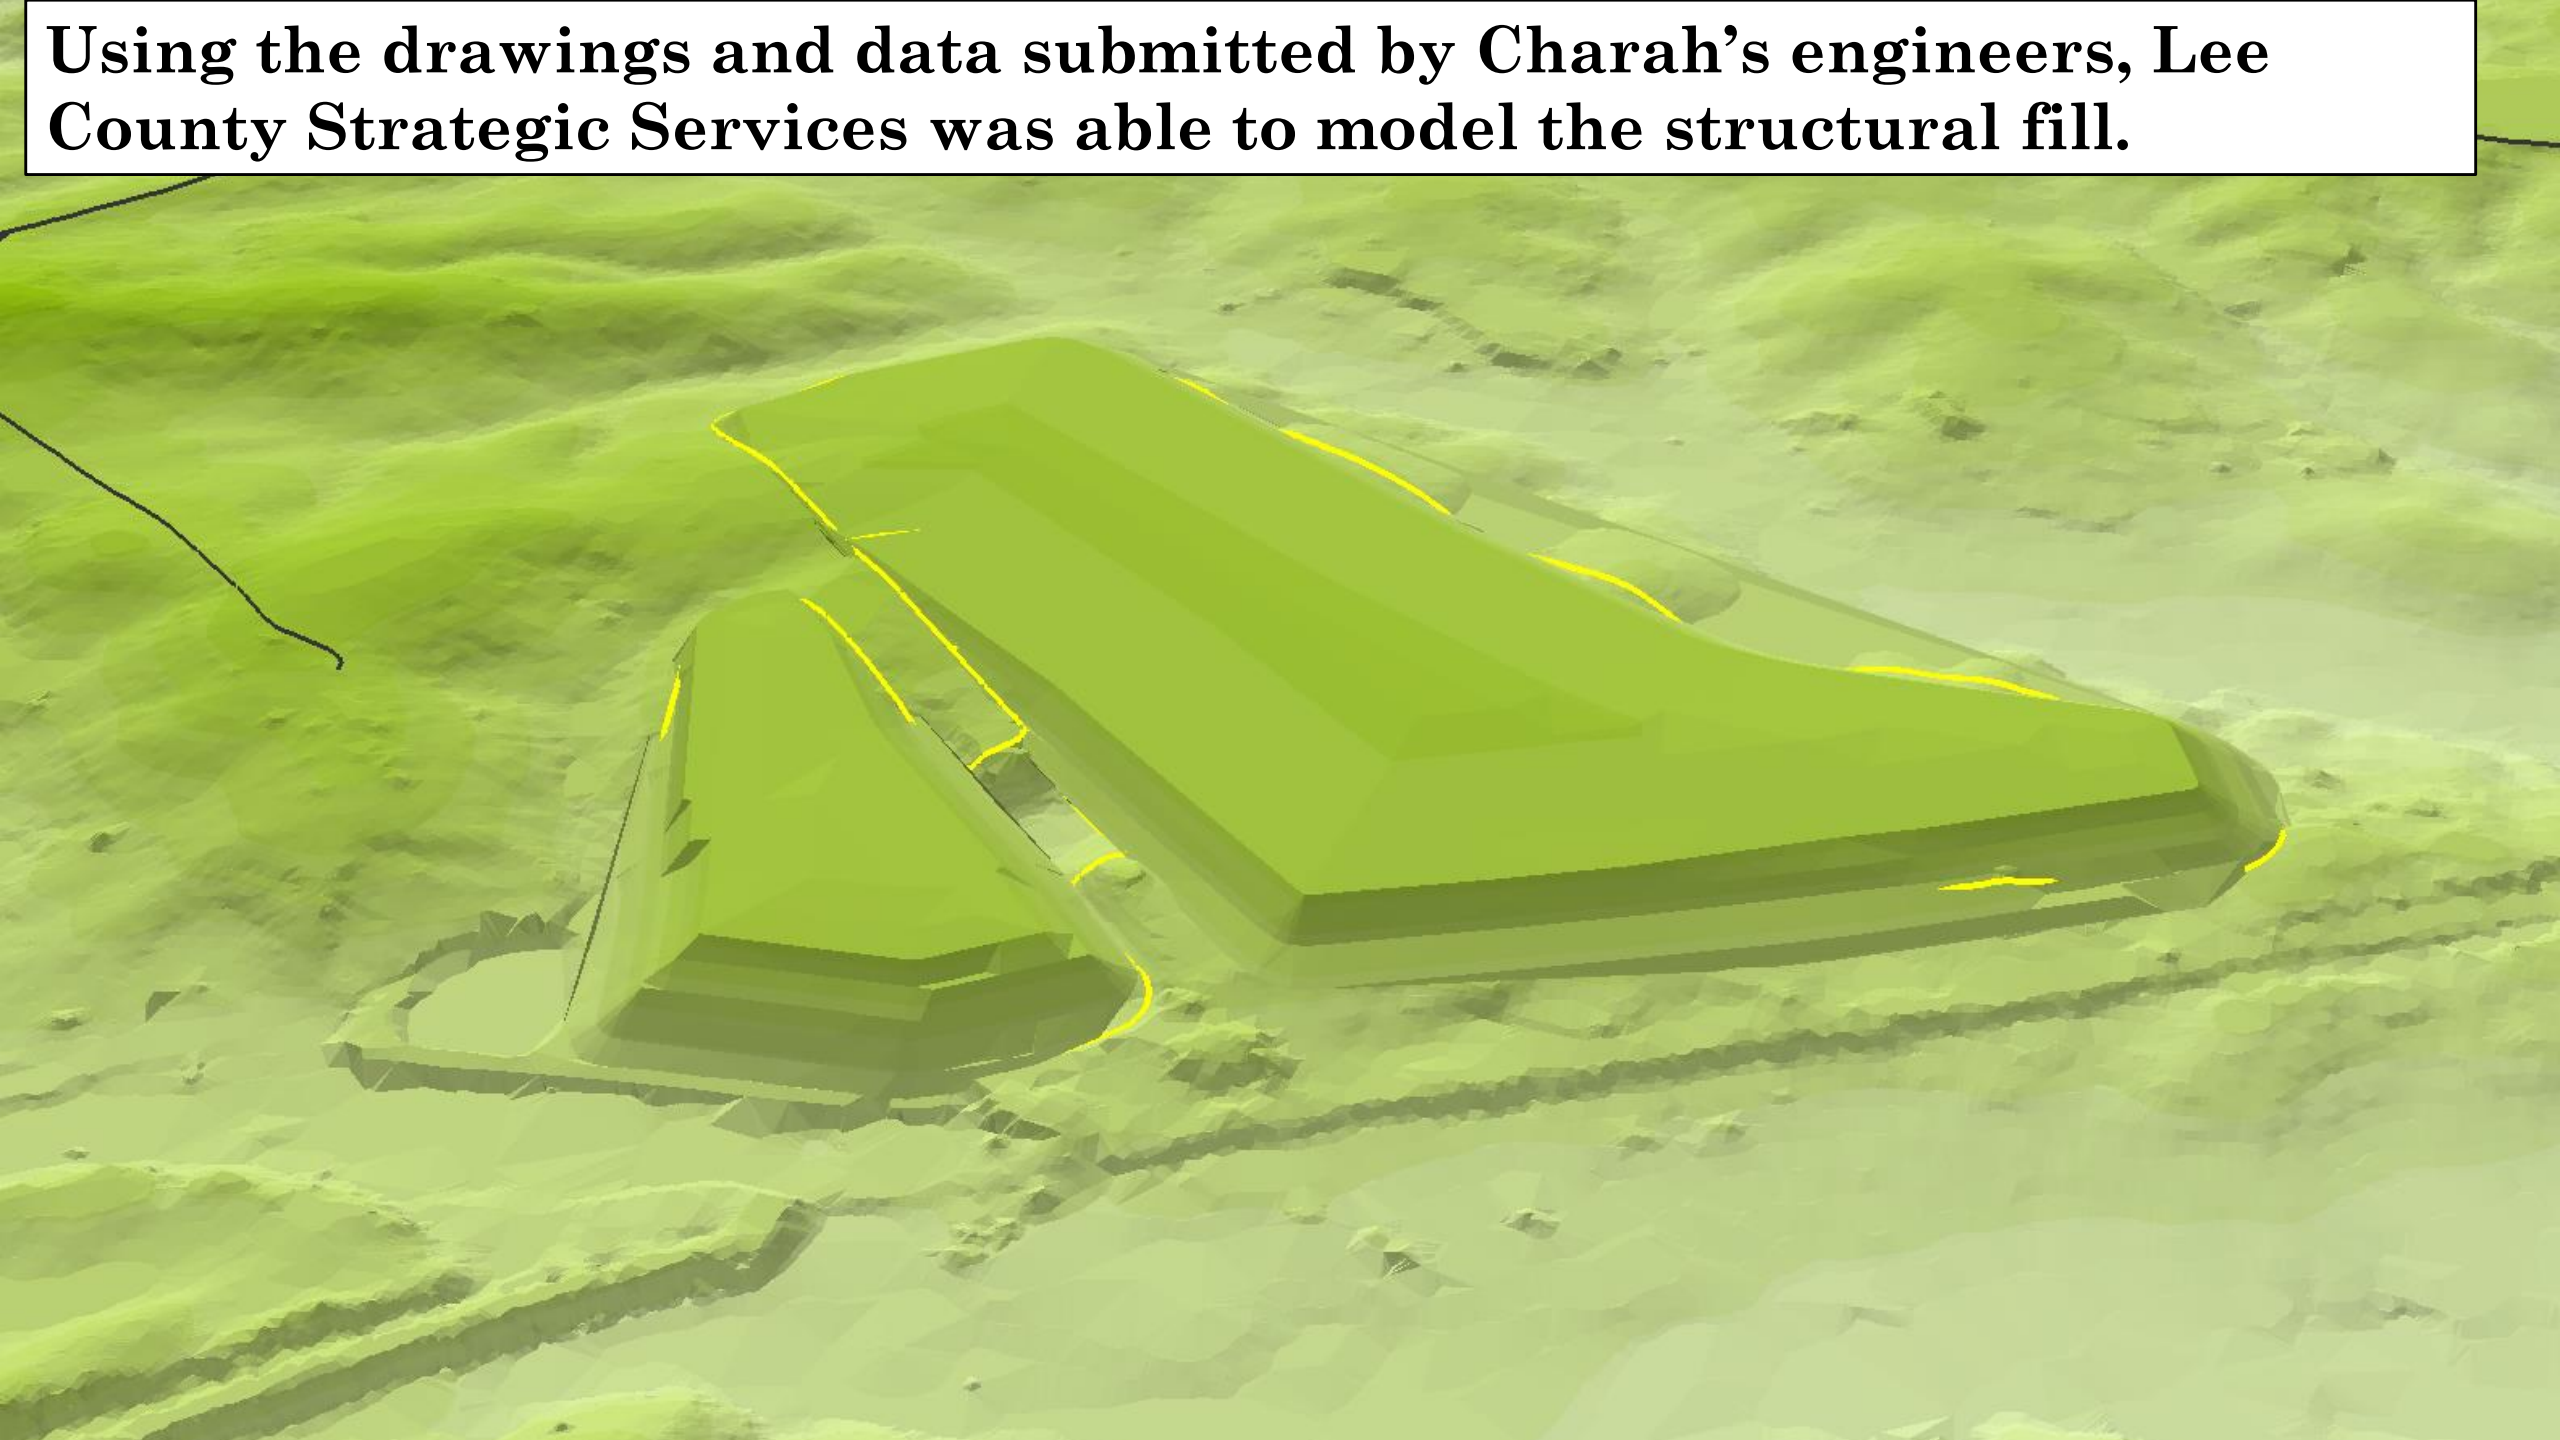 Using the drawings and data submitted by Charah’s engineers, Lee
County Strategic Services was able to model the structural fill.